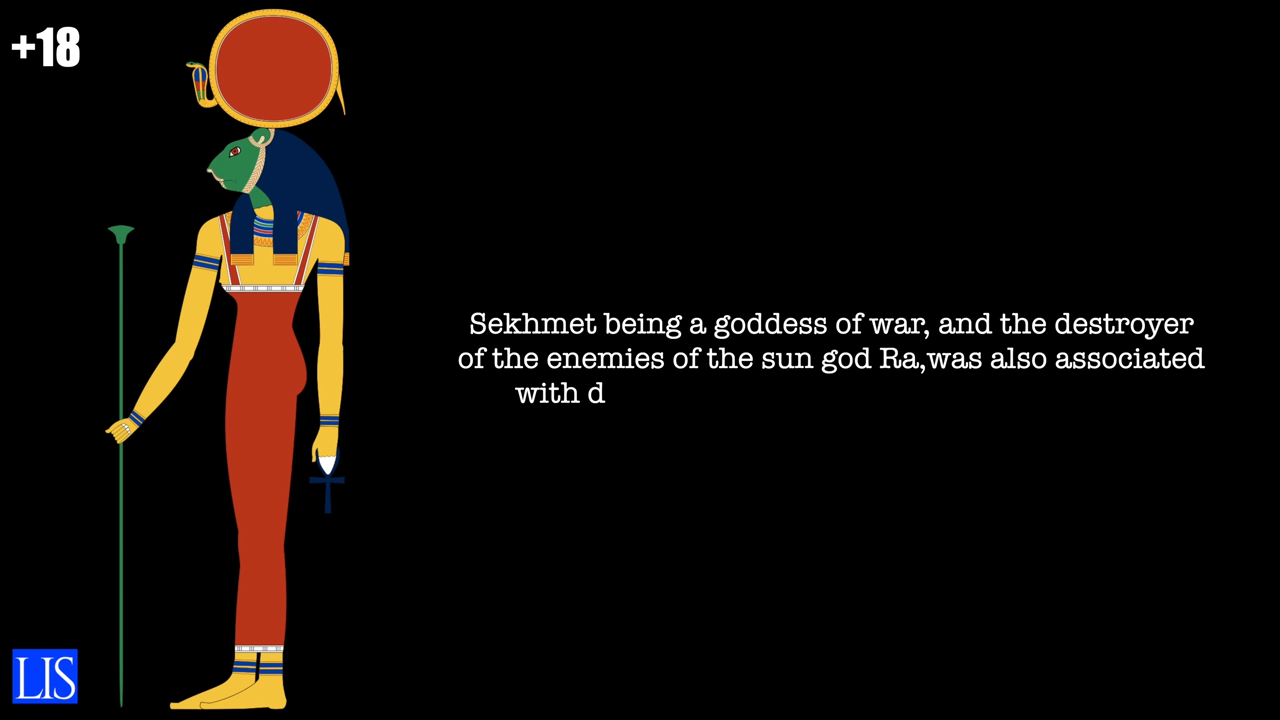 +18
Sekhmet being a goddess of war, and the destroyer
of the enemies of the sun god Ra,was also associated
with d
LIS